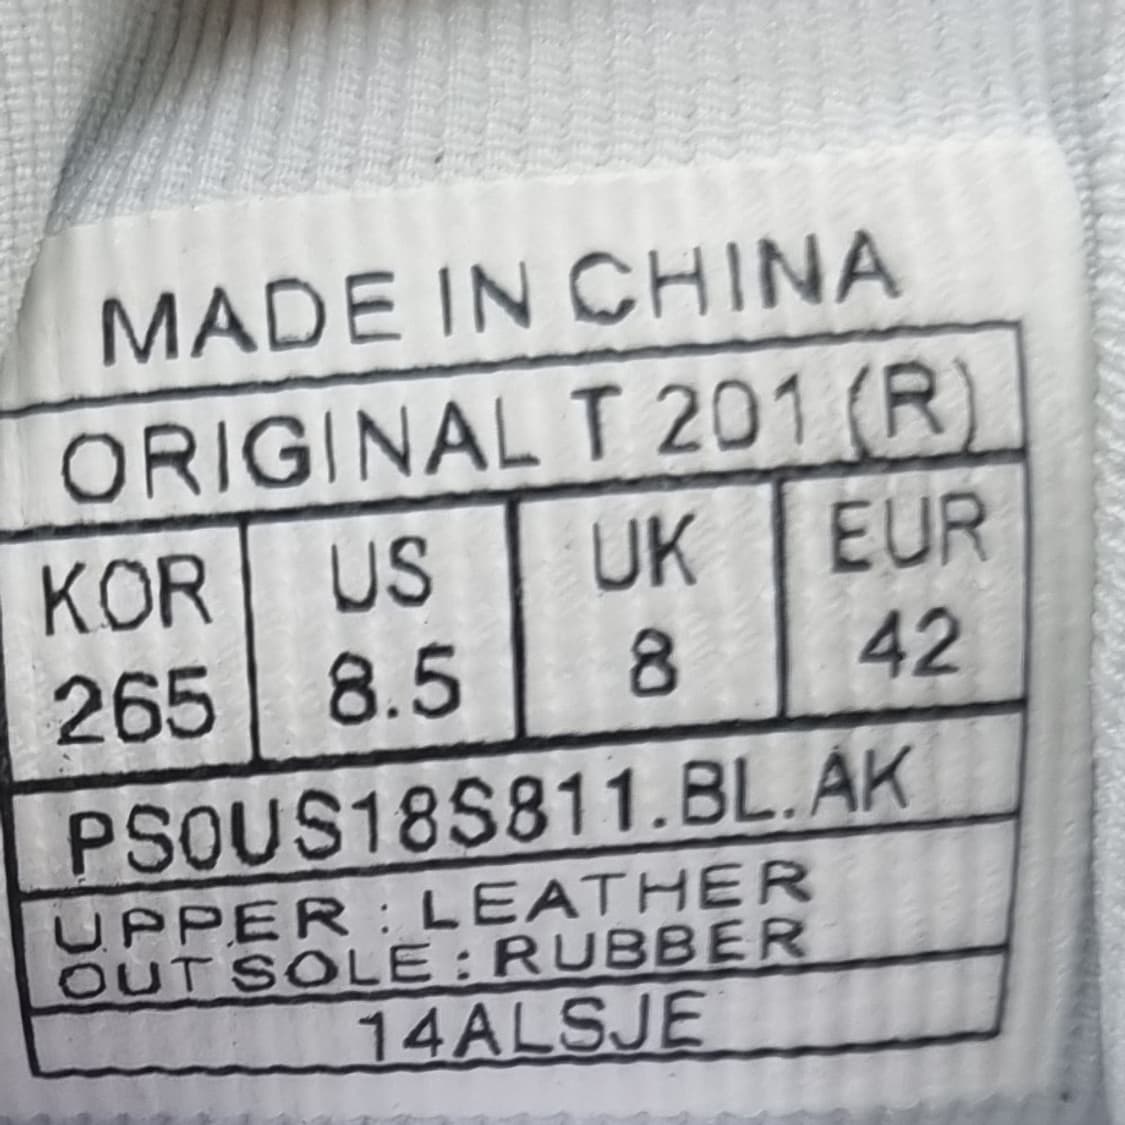 MADE IN CHINA
ORIGINAL T 201 (R)
KOR US UK EUR
265 8.5 8 42
PS0US18S811.BL.AK
UPPER : LEATHER
OUTSOLE : RUBBER
14ALSJE